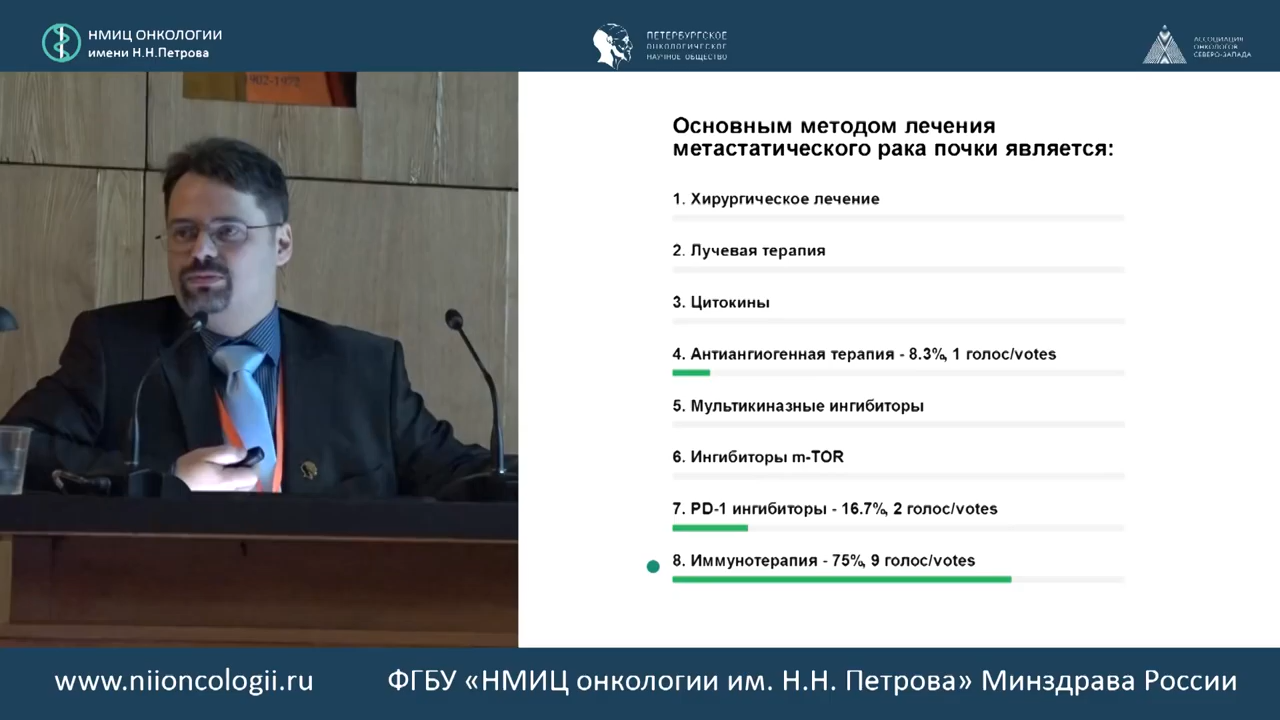 НМИЦ ОНКОЛОГИИ
имени Н.Н.Петрова
ПЕТЕРБУРГСКОЕ
ОНКОЛОГИЧЕСКОЕ
НАУЧНОЕ ОБЩЕСТВО
АССОЦИАЦИЯ
ОНКОЛОГОВ
СЕВЕРО-ЗАПАДА
1902-1972
Основным методом лечения
метастатического рака почки является:
1. Хирургическое лечение
2. Лучевая терапия
3. Цитокины
4. Антиангиогенная терапия - 8.3%, 1 голос/votes
5. Мультикиназные ингибиторы
6. Ингибиторы m-TOR
7. PD-1 ингибиторы - 16.7%, 2 голос/votes
8. Иммунотерапия - 75%, 9 голос/votes
www.niioncologii.ru
ФГБУ «НМИЦ онкологии им. Н.Н. Петрова» Минздрава России